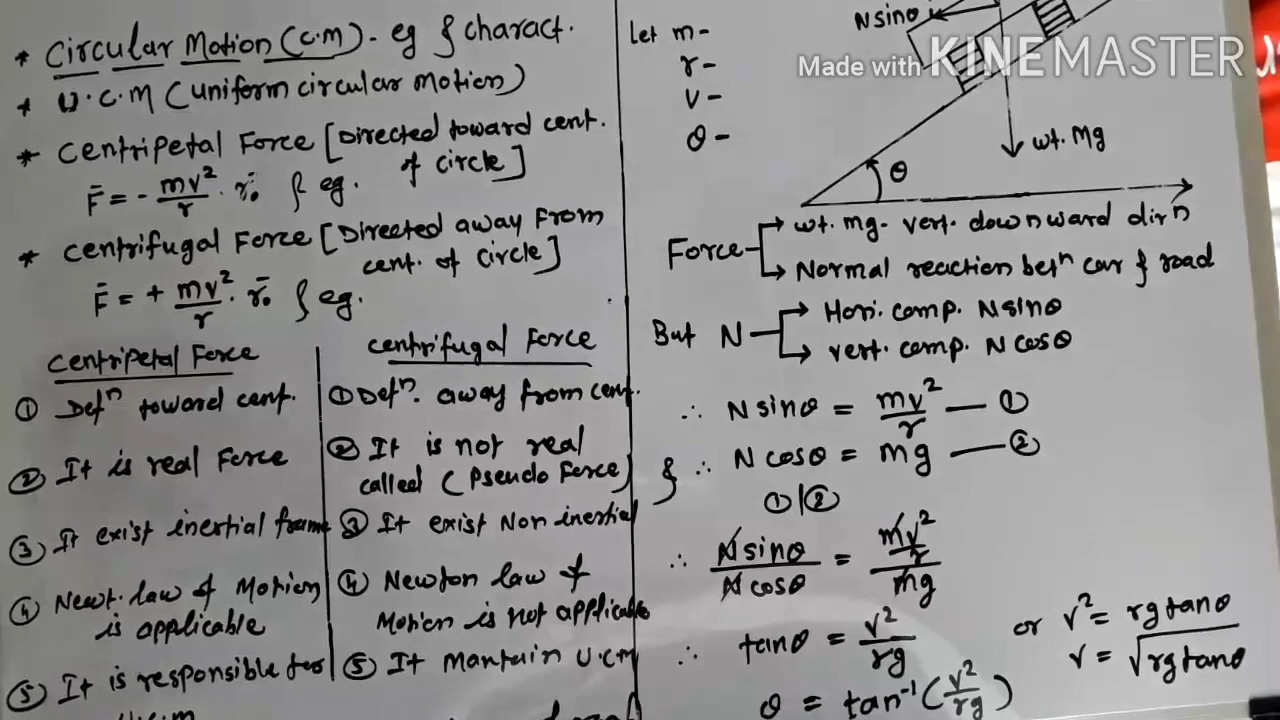 * Circular Motion (C.M) - eg & charact.
* U.C.M (uniform circular Motion)
* Centripetal Force [Directed toward cent. of circle]
F̄ = - mv²/r · r̄₀ & eg.
* Centrifugal Force [Directed away from cent. of circle]
F̄ = + mv²/r · r̄₀ & eg.
Centripetal Force
① Defⁿ toward cent.
② It is real Force
③ It exist inertial frame
④ Newt. law of Motion is applicable
⑤ It is responsible for
Centrifugal Force
① Defⁿ. away from cent.
② It is not real called (Pseudo Force)
③ It exist Non inertial
④ Newton law of Motion is not applicable
⑤ It mantain U.C.M
Let m-
r-
v-
θ-
N sinθ
Made with KINEMASTER
wt. Mg
θ
Force
wt. mg- vert. downward dirⁿ
Normal reaction betⁿ car & road
But N
Hori. comp. N sinθ
vert. comp. N cosθ
∴ N sinθ = mv²/r — ①
& ∴ N cosθ = mg — ②
①/②
∴ N sinθ / N cosθ = (mv²/r) / mg
∴ tanθ = v²/rg
θ = tan⁻¹(v²/rg)
or v² = rg tanθ
v = √rg tanθ